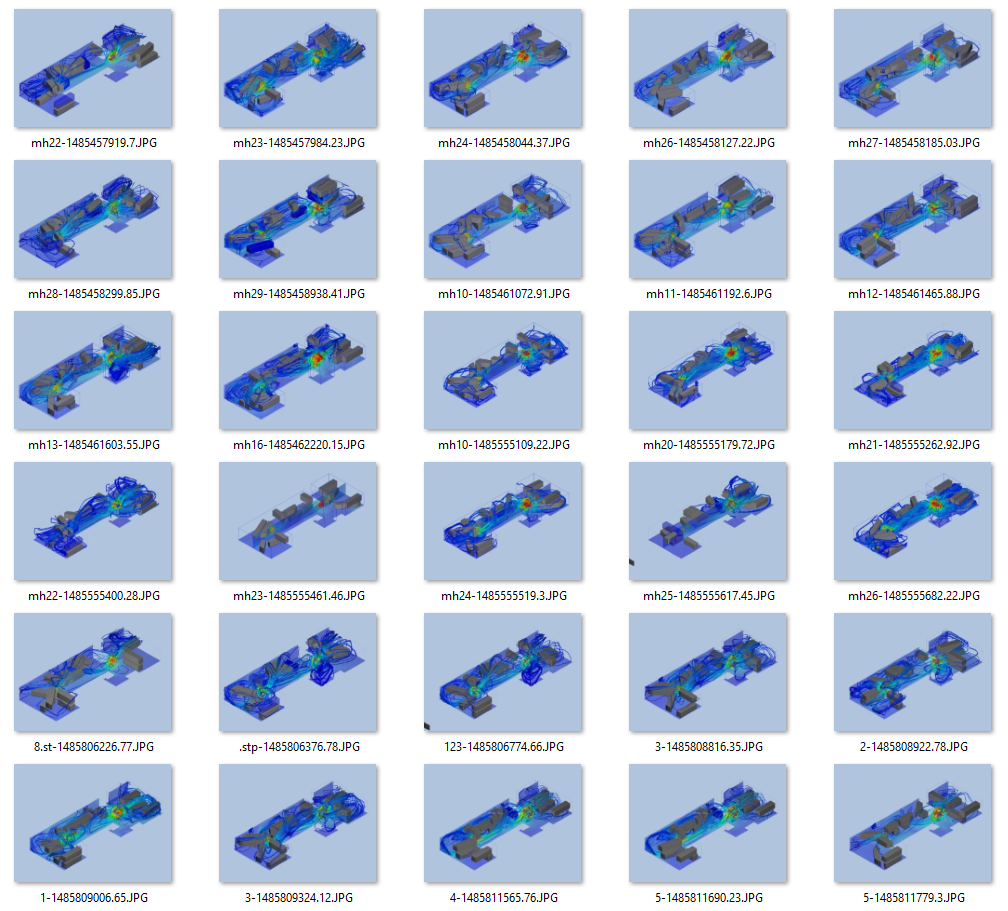 mh22-1485457919.7.JPG
mh23-1485457984.23.JPG
mh24-1485458044.37.JPG
mh26-1485458127.22.JPG
mh27-1485458185.03.JPG
mh28-1485458299.85.JPG
mh29-1485458938.41.JPG
mh10-1485461072.91.JPG
mh11-1485461192.6.JPG
mh12-1485461465.88.JPG
mh13-1485461603.55.JPG
mh16-1485462220.15.JPG
mh10-1485555109.22.JPG
mh20-1485555179.72.JPG
mh21-1485555262.92.JPG
mh22-1485555400.28.JPG
mh23-1485555461.46.JPG
mh24-1485555519.3.JPG
mh25-1485555617.45.JPG
mh26-1485555682.22.JPG
8.st-1485806226.77.JPG
.stp-1485806376.78.JPG
123-1485806774.66.JPG
3-1485808816.35.JPG
2-1485808922.78.JPG
1-1485809006.65.JPG
3-1485809324.12.JPG
4-1485811565.76.JPG
5-1485811690.23.JPG
5-1485811779.3.JPG